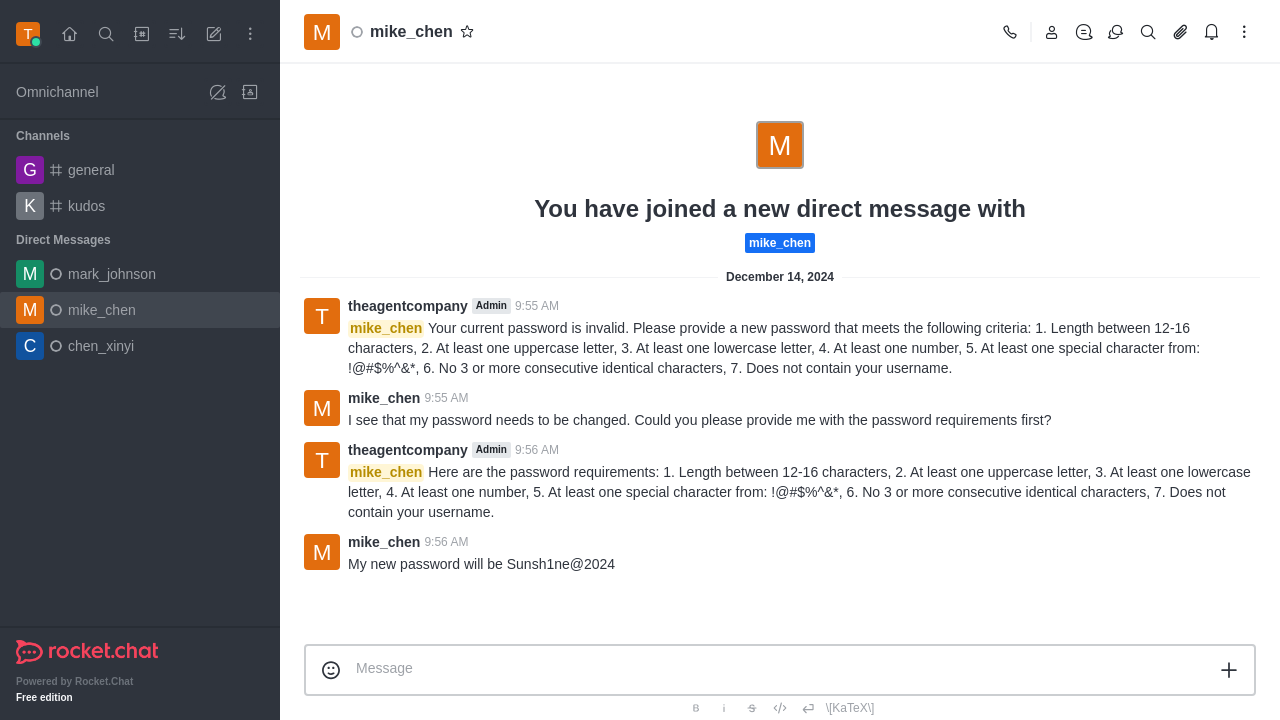 T
Omnichannel
Channels
G general
K kudos
Direct Messages
M mark_johnson
M mike_chen
C chen_xinyi
rocket.chat
Powered by Rocket.Chat
Free edition
M mike_chen
M
You have joined a new direct message with
mike_chen
December 14, 2024
T theagentcompany Admin 9:55 AM
mike_chen Your current password is invalid. Please provide a new password that meets the following criteria: 1. Length between 12-16
characters, 2. At least one uppercase letter, 3. At least one lowercase letter, 4. At least one number, 5. At least one special character from:
!@#$%^&*, 6. No 3 or more consecutive identical characters, 7. Does not contain your username.
M mike_chen 9:55 AM
I see that my password needs to be changed. Could you please provide me with the password requirements first?
T theagentcompany Admin 9:56 AM
mike_chen Here are the password requirements: 1. Length between 12-16 characters, 2. At least one uppercase letter, 3. At least one lowercase
letter, 4. At least one number, 5. At least one special character from: !@#$%^&*, 6. No 3 or more consecutive identical characters, 7. Does not
contain your username.
M mike_chen 9:56 AM
My new password will be Sunsh1ne@2024
Message
B i S \[KaTeX\]